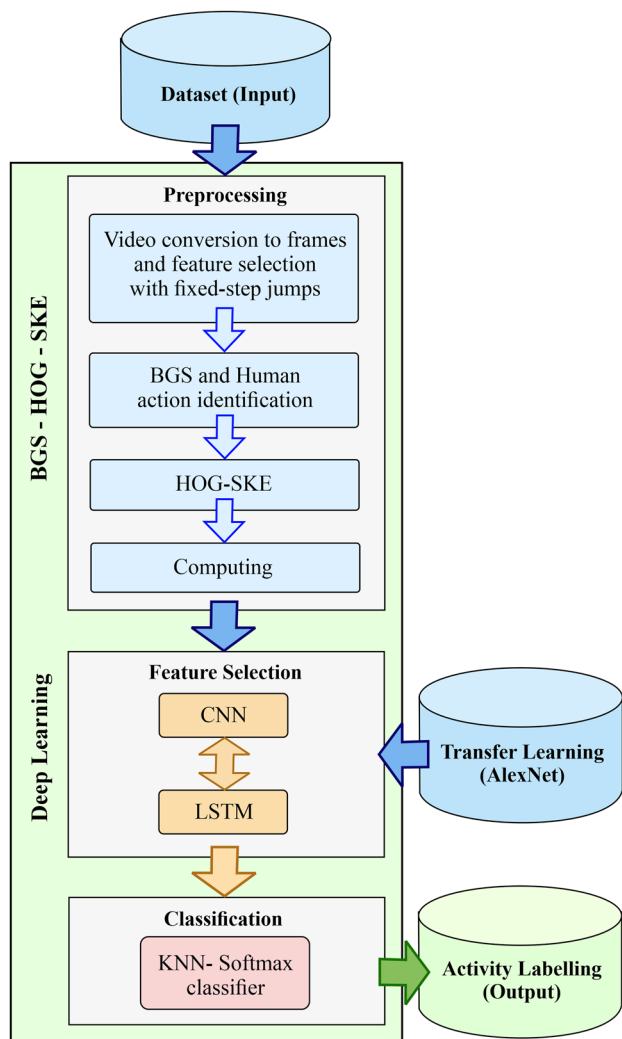 Dataset (Input)
BGS - HOG - SKE
Preprocessing
Video conversion to frames
and feature selection
with fixed-step jumps
BGS and Human
action identification
HOG-SKE
Computing
Deep Learning
Feature Selection
CNN
LSTM
Transfer Learning
(AlexNet)
Classification
KNN- Softmax
classifier
Activity Labelling
(Output)